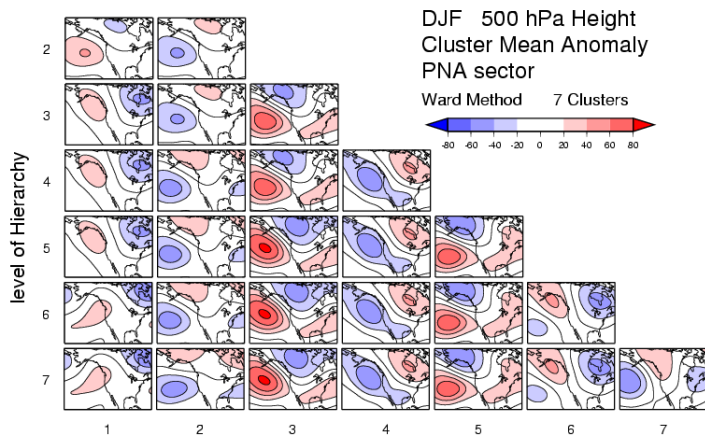 DJF 500 hPa Height
Cluster Mean Anomaly
PNA sector
Ward Method 7 Clusters
-80 -60 -40 -20 0 20 40 60 80
level of Hierarchy
2
3
4
5
6
7
1 2 3 4 5 6 7